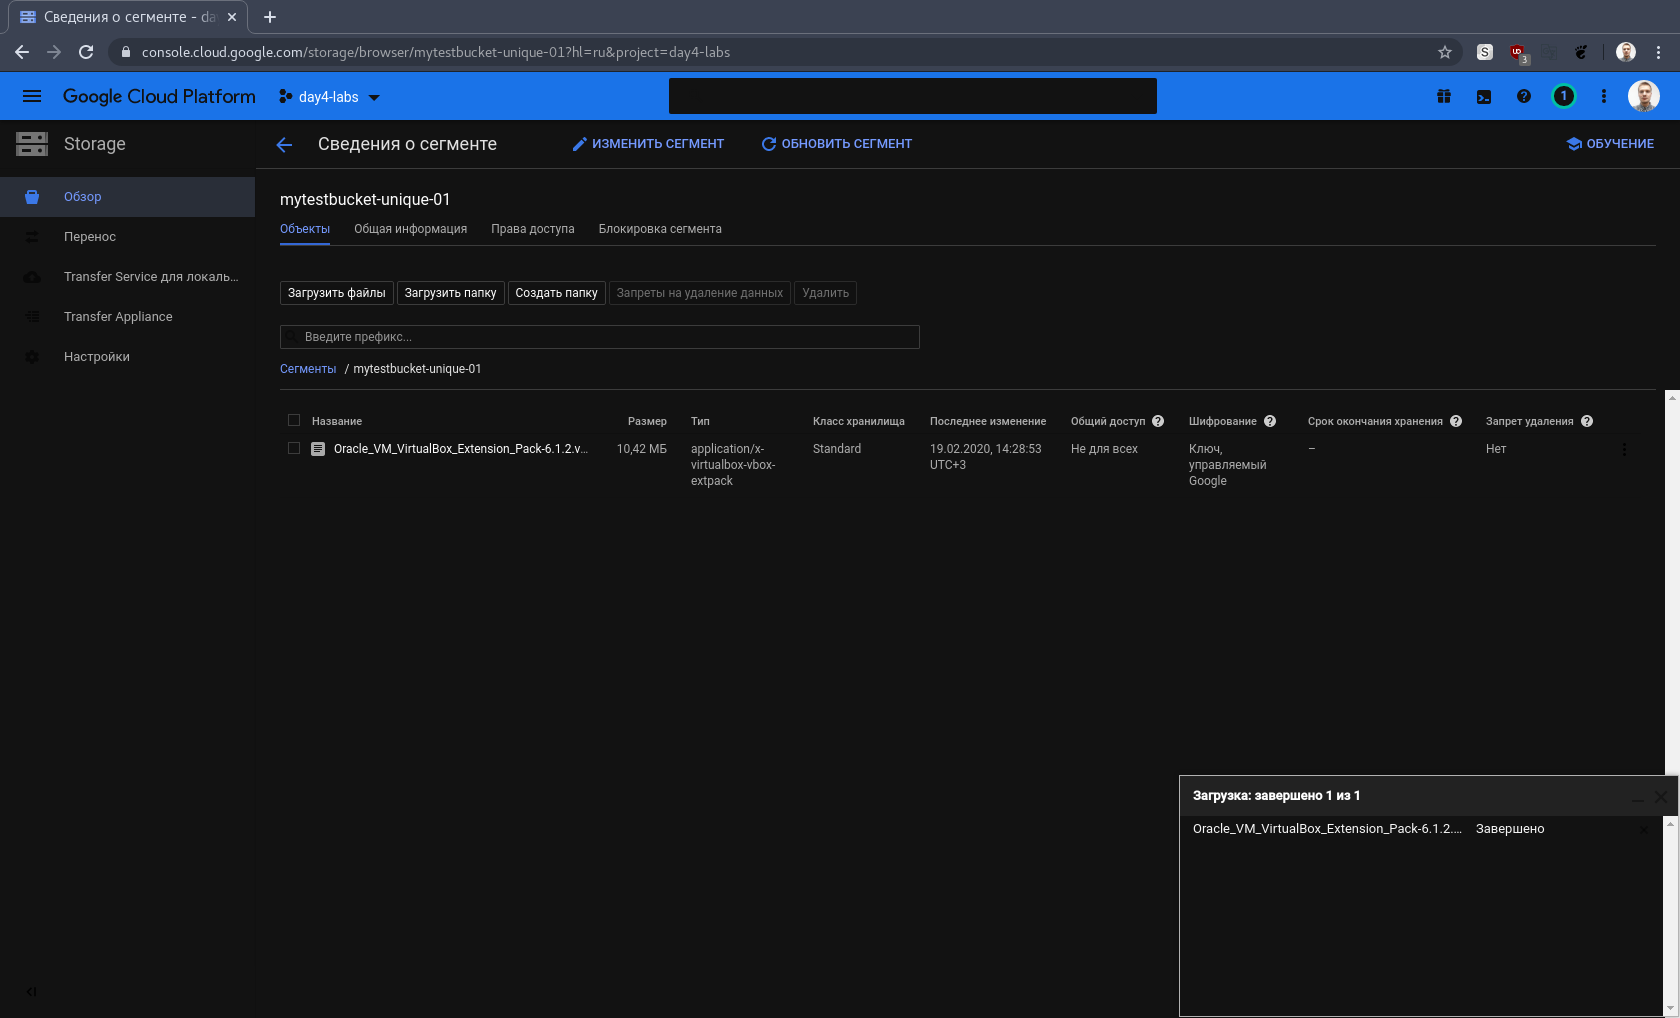 Сведения о сегменте - da
console.cloud.google.com/storage/browser/mytestbucket-unique-01?hl=ru&project=day4-labs
S
3
Google Cloud Platform
day4-labs
1
Storage
Сведения о сегменте
ИЗМЕНИТЬ СЕГМЕНТ
ОБНОВИТЬ СЕГМЕНТ
ОБУЧЕНИЕ
Обзор
Перенос
Transfer Service для локаль...
Transfer Appliance
Настройки
mytestbucket-unique-01
Объекты Общая информация Права доступа Блокировка сегмента
Загрузить файлы Загрузить папку Создать папку Запреты на удаление данных Удалить
Введите префикс...
Сегменты / mytestbucket-unique-01
Название Размер Тип Класс хранилища Последнее изменение Общий доступ Шифрование Срок окончания хранения Запрет удаления
Oracle_VM_VirtualBox_Extension_Pack-6.1.2.v... 10,42 МБ application/x- Standard 19.02.2020, 14:28:53 Не для всех Ключ, – Нет
virtualbox-vbox- UTC+3 управляемый
extpack Google
Загрузка: завершено 1 из 1
Oracle_VM_VirtualBox_Extension_Pack-6.1.2.... Завершено